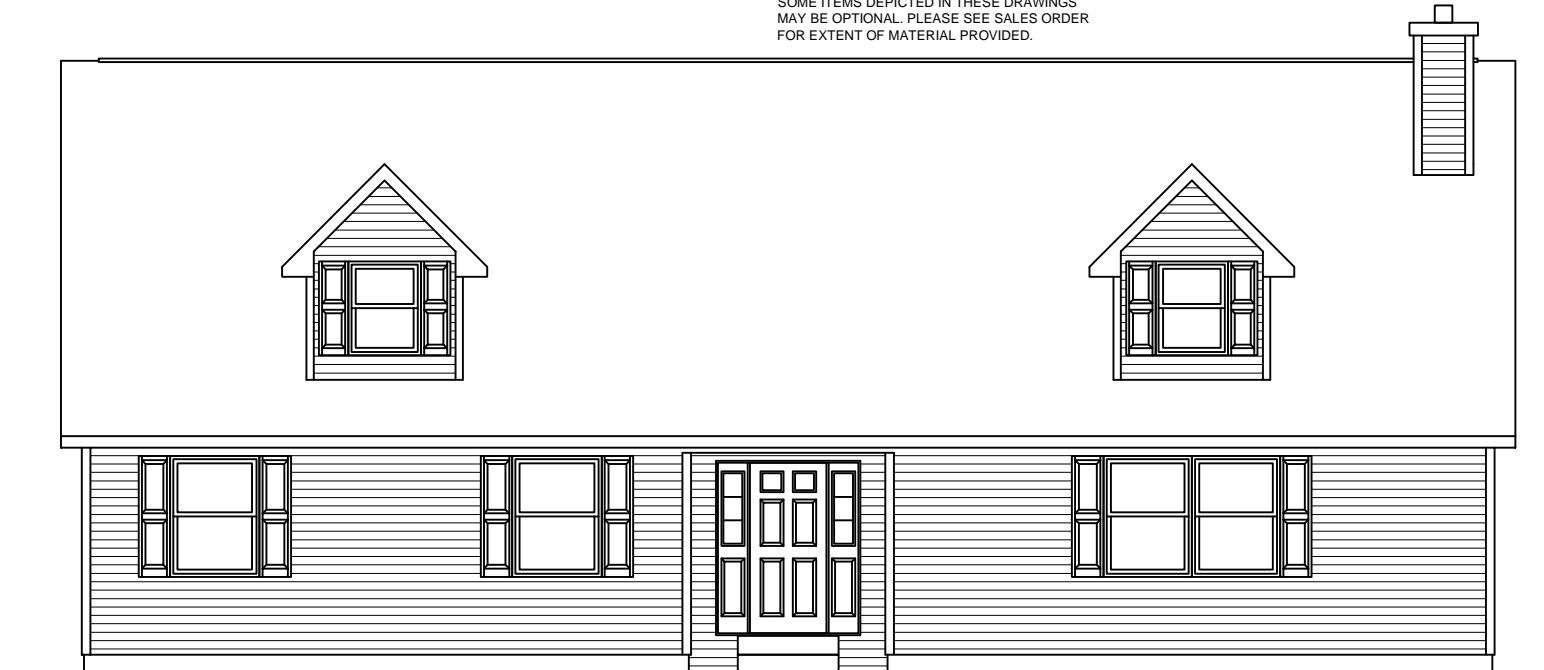 SOME ITEMS DEPICTED IN THESE DRAWINGS
MAY BE OPTIONAL. PLEASE SEE SALES ORDER
FOR EXTENT OF MATERIAL PROVIDED.